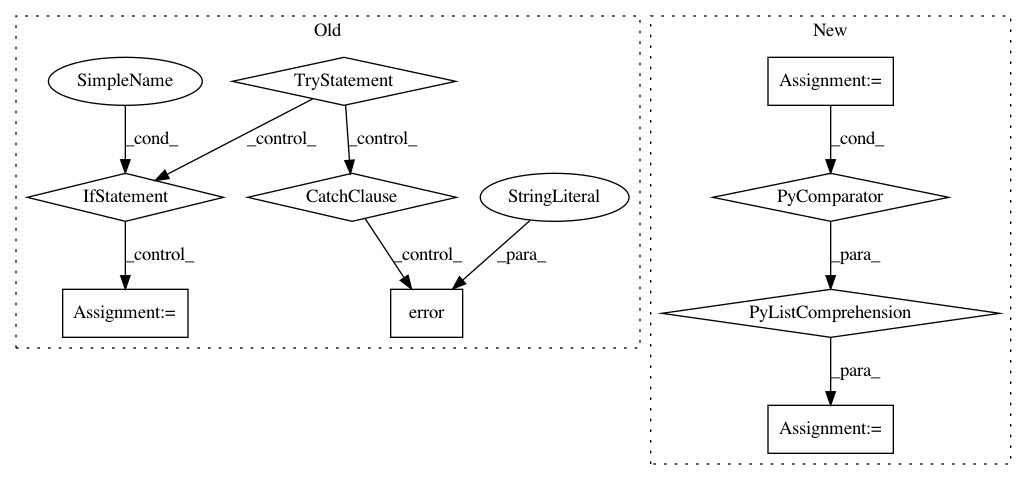 Old
New
SimpleName
TryStatement
Assignment:=
_cond_
_control_
_control_
_cond_
IfStatement
CatchClause
StringLiteral
PyComparator
_control_
_control_
_para_
_para_
Assignment:=
error
PyListComprehension
_para_
Assignment:=